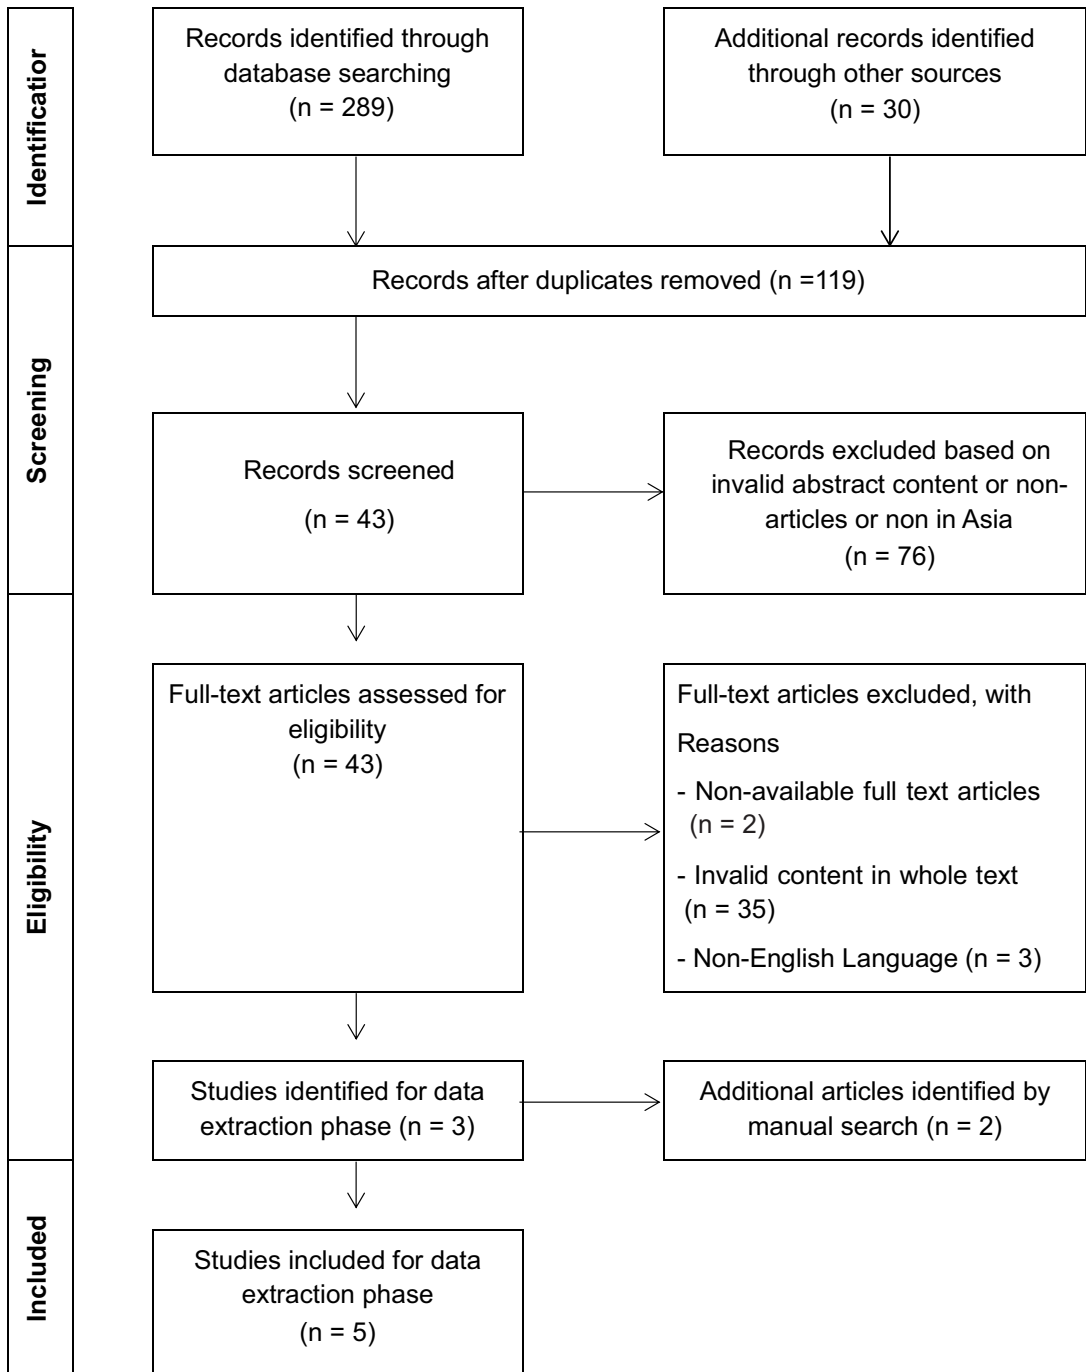 Identification
Records identified through
database searching
(n = 289)
Additional records identified
through other sources
(n = 30)
Screening
Records after duplicates removed (n =119)
Records screened
(n = 43)
Records excluded based on
invalid abstract content or non-
articles or non in Asia
(n = 76)
Eligibility
Full-text articles assessed for
eligibility
(n = 43)
Full-text articles excluded, with
Reasons
- Non-available full text articles
(n = 2)
- Invalid content in whole text
(n = 35)
- Non-English Language (n = 3)
Studies identified for data
extraction phase (n = 3)
Additional articles identified by
manual search (n = 2)
Included
Studies included for data
extraction phase
(n = 5)